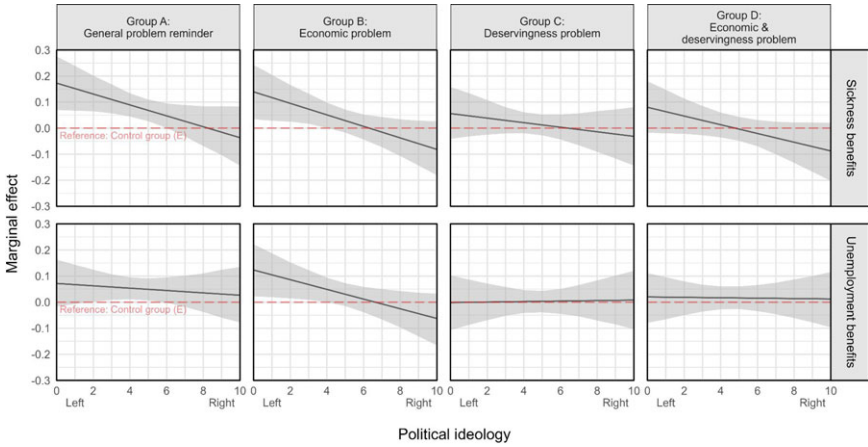 Group A:
General problem reminder
Group B:
Economic problem
Group C:
Deservingness problem
Group D:
Economic &
deservingness problem
0.3
0.2
0.1
0.0
-0.1
-0.2
-0.3
Reference: Control group (E)
Sickness benefits
Marginal effect
0.3
0.2
0.1
0.0
-0.1
-0.2
-0.3
Reference: Control group (E)
Unemployment benefits
0 2 4 6 8 10
Left Right
0 2 4 6 8 10
Left Right
0 2 4 6 8 10
Left Right
0 2 4 6 8 10
Left Right
Political ideology